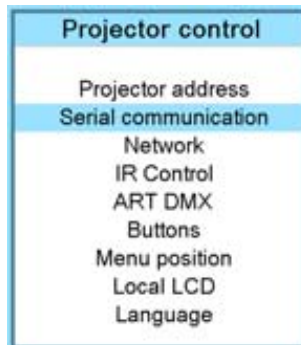 Projector control
Projector address
Serial communication
Network
IR Control
ART DMX
Buttons
Menu position
Local LCD
Language